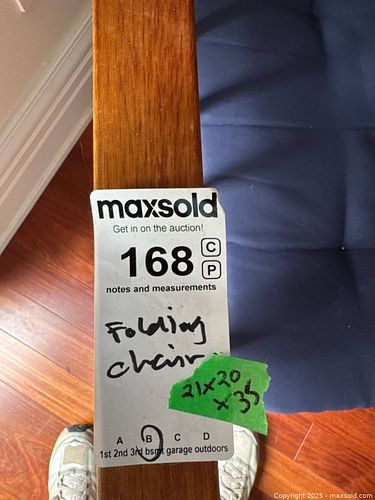 maxsold
Get in on the auction!
168 C
P
notes and measurements
Folding
chair
21x20
x35
A B C D
1st 2nd 3rd bsmt garage outdoors
©Copyright 2025 - maxsold.com